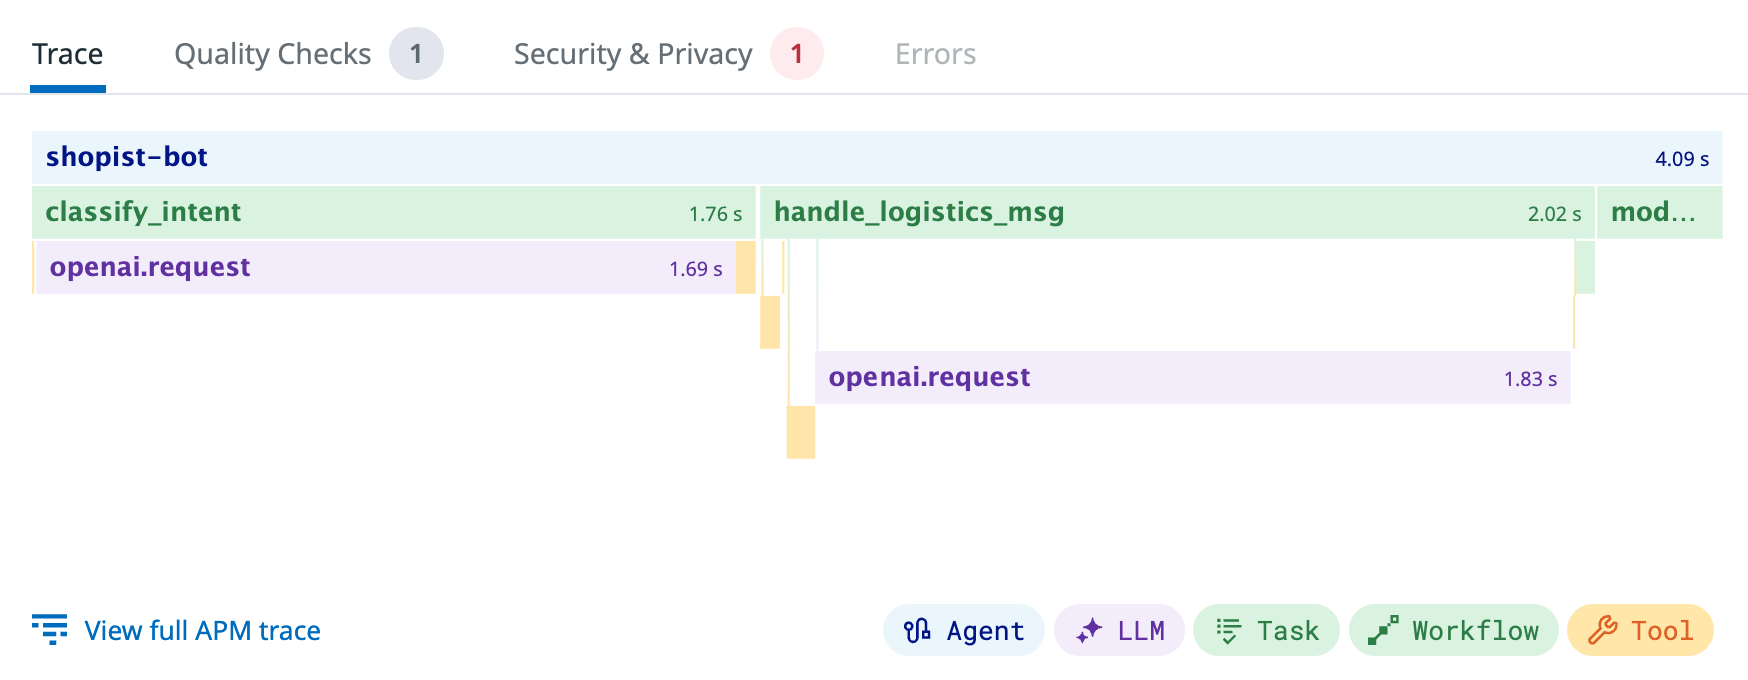 Trace Quality Checks 1 Security & Privacy 1 Errors
shopist-bot 4.09 s
classify_intent 1.76 s handle_logistics_msg 2.02 s mod...
openai.request 1.69 s
openai.request 1.83 s
View full APM trace Agent LLM Task Workflow Tool